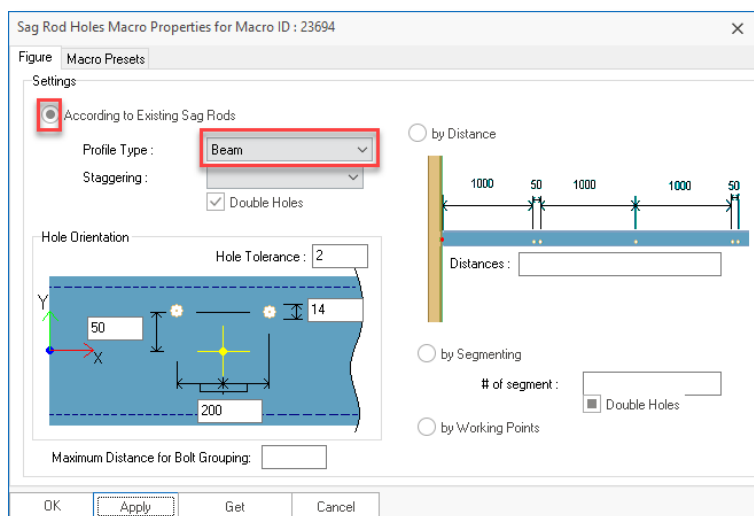 Sag Rod Holes Macro Properties for Macro ID : 23694
Figure
Macro Presets
Settings
According to Existing Sag Rods
Profile Type :
Beam
Staggering :
Double Holes
Hole Orientation
Hole Tolerance :
2
Y
50
14
X
200
Maximum Distance for Bolt Grouping:
by Distance
1000
50
1000
1000
50
Distances :
by Segmenting
# of segment :
Double Holes
by Working Points
OK
Apply
Get
Cancel